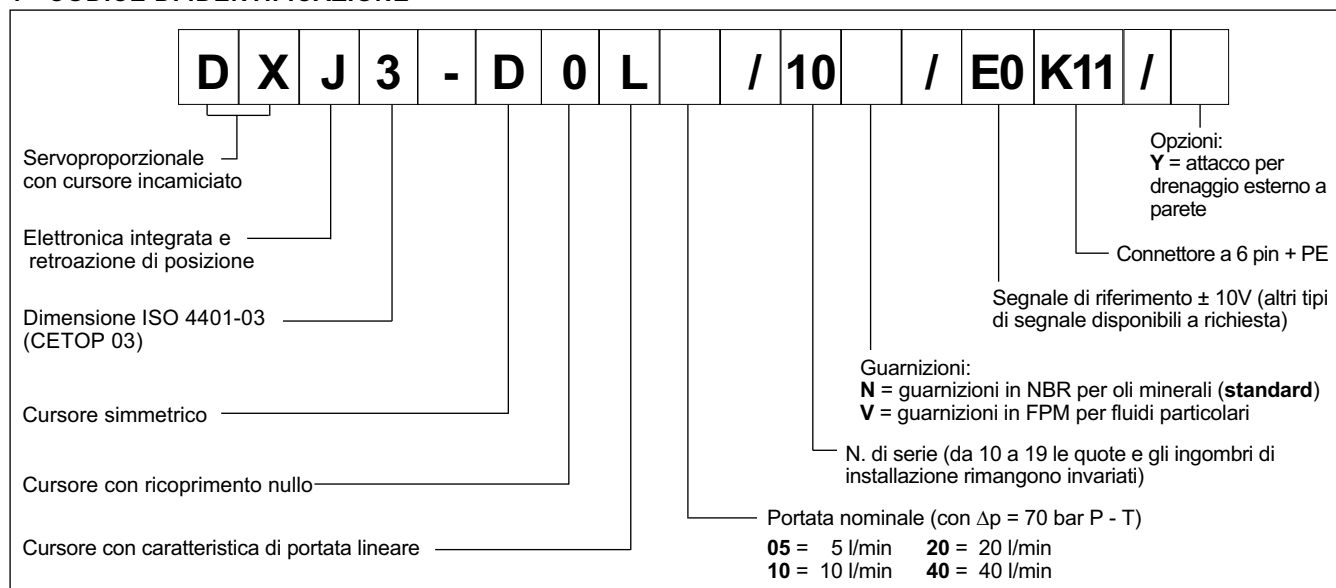 D X J 3 - D 0 L / 10 / E0 K11 /
Servoproporzionale
con cursore incamiciato
Elettronica integrata e
retroazione di posizione
Dimensione ISO 4401-03
(CETOP 03)
Cursore simmetrico
Cursore con ricoprimento nullo
Cursore con caratteristica di portata lineare
Opzioni:
Y = attacco per
drenaggio esterno a
parete
Connettore a 6 pin + PE
Segnale di riferimento ± 10V (altri tipi
di segnale disponibili a richiesta)
Guarnizioni:
N = guarnizioni in NBR per oli minerali (standard)
V = guarnizioni in FPM per fluidi particolari
N. di serie (da 10 a 19 le quote e gli ingombri di
installazione rimangono invariati)
Portata nominale (con Δp = 70 bar P - T)
05 = 5 l/min 20 = 20 l/min
10 = 10 l/min 40 = 40 l/min